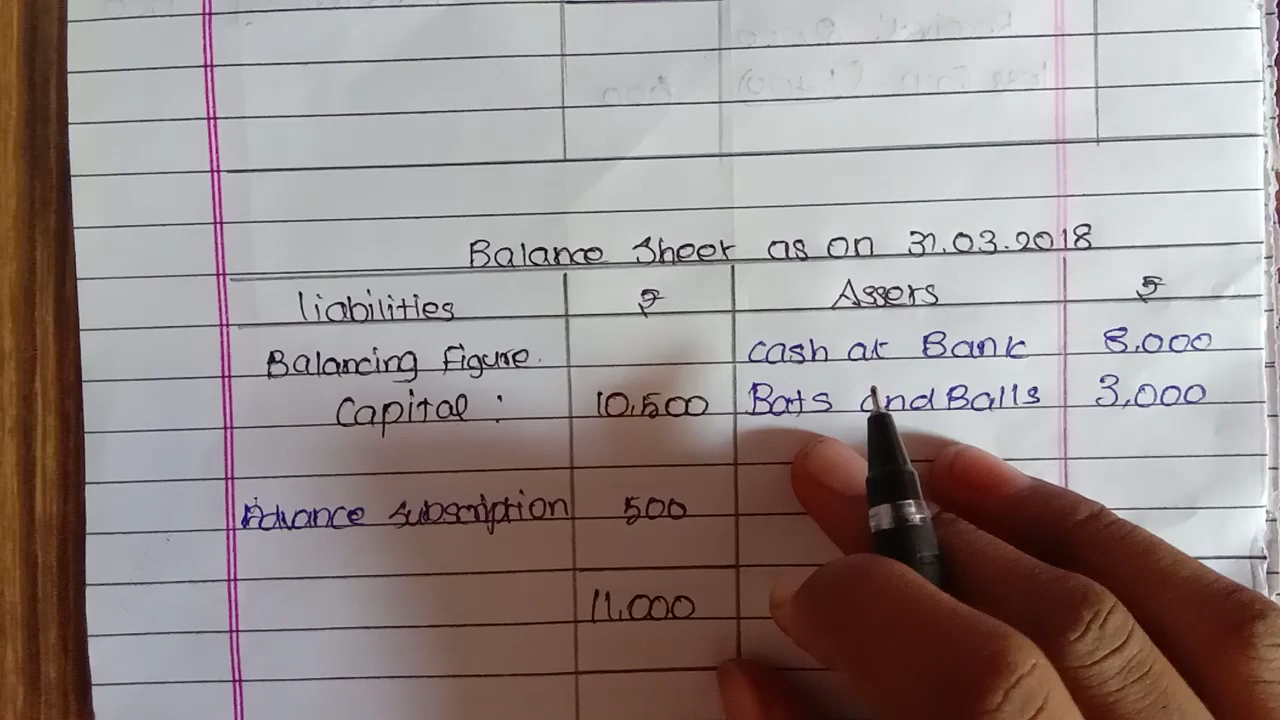 Balance Sheet as on 31.03.2018
liabilities ₹ Assets ₹
Balancing figure. cash at Bank 8,000
Capital : 10,500 Bats and Balls 3,000
Advance subscription 500
11,000